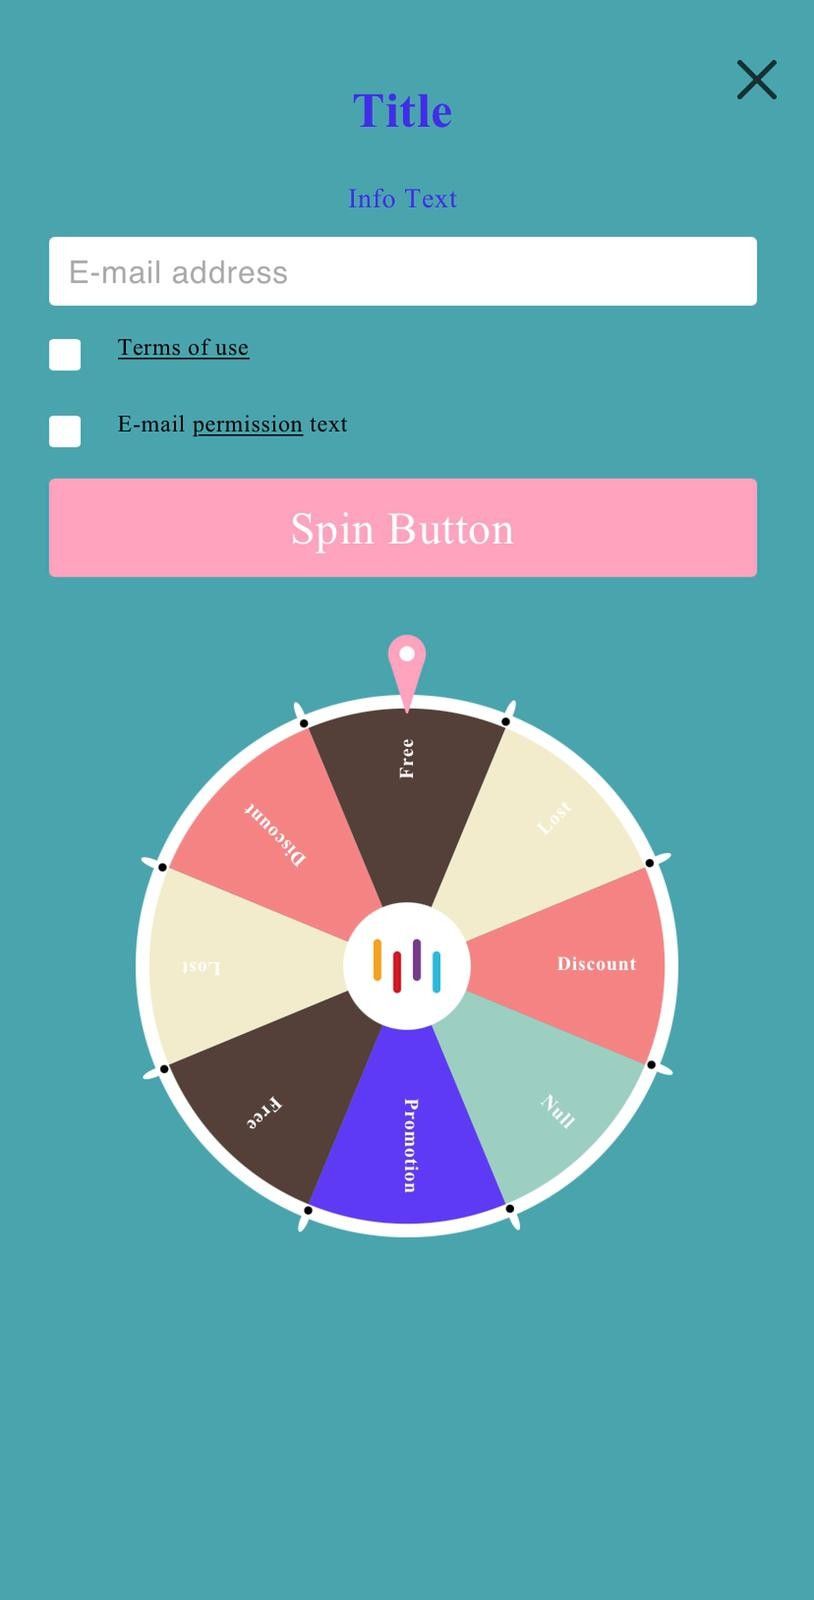 Title
Info Text
E-mail address
Terms of use
E-mail permission text
Spin Button
Free
Lost
Discount
Null
Promotion
Free
Lost
Discount